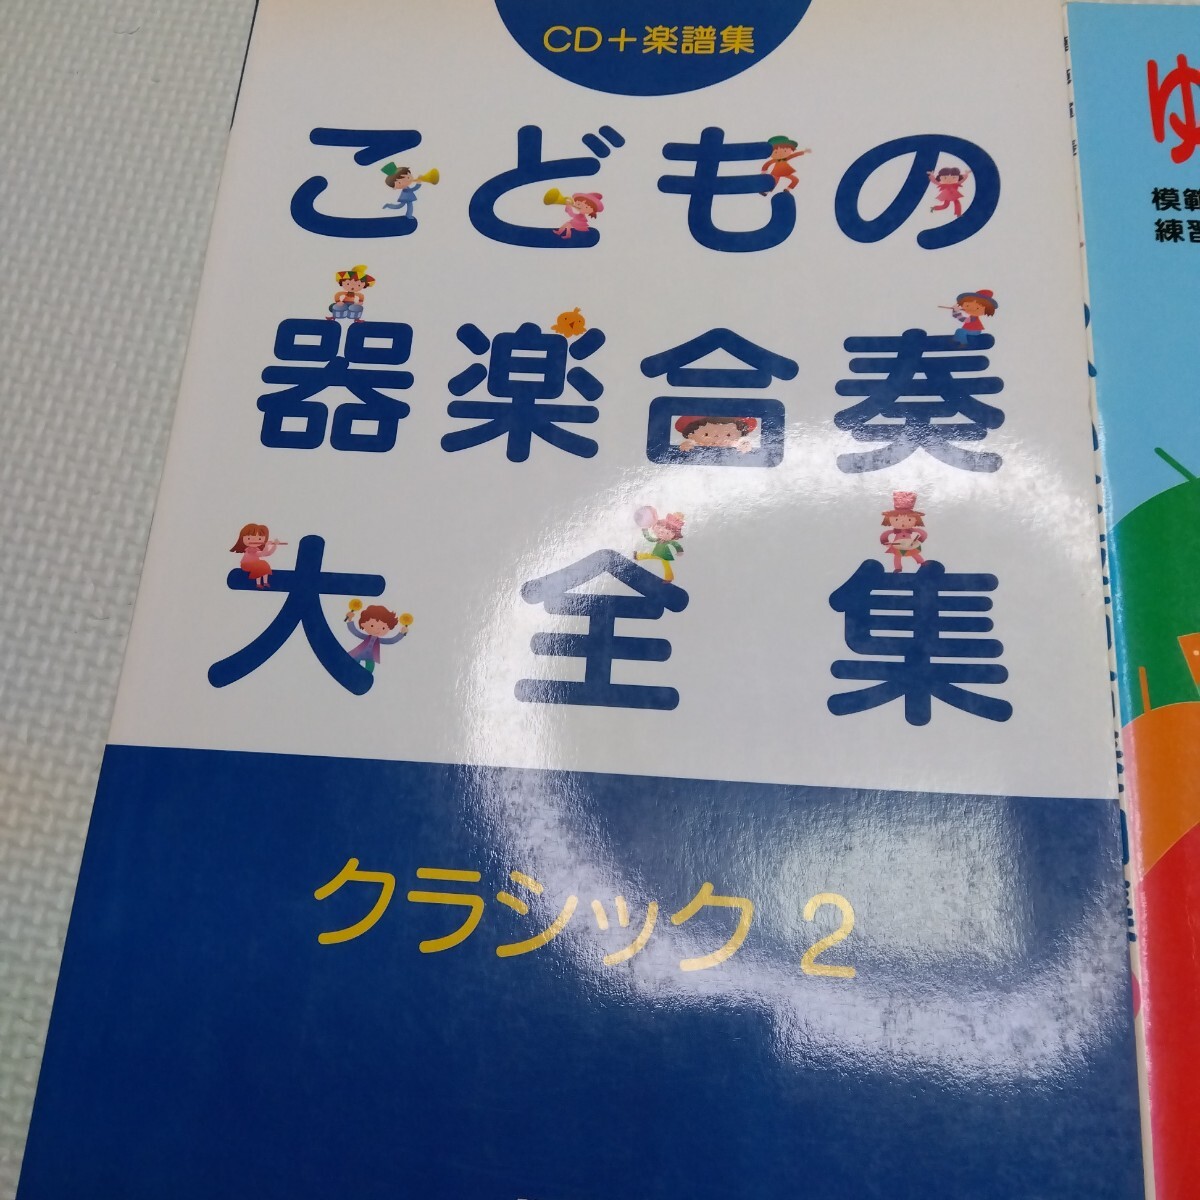 CD+楽譜集
こどもの
器楽合奏
大全集
クラシック 2
ゆ
模範
練習